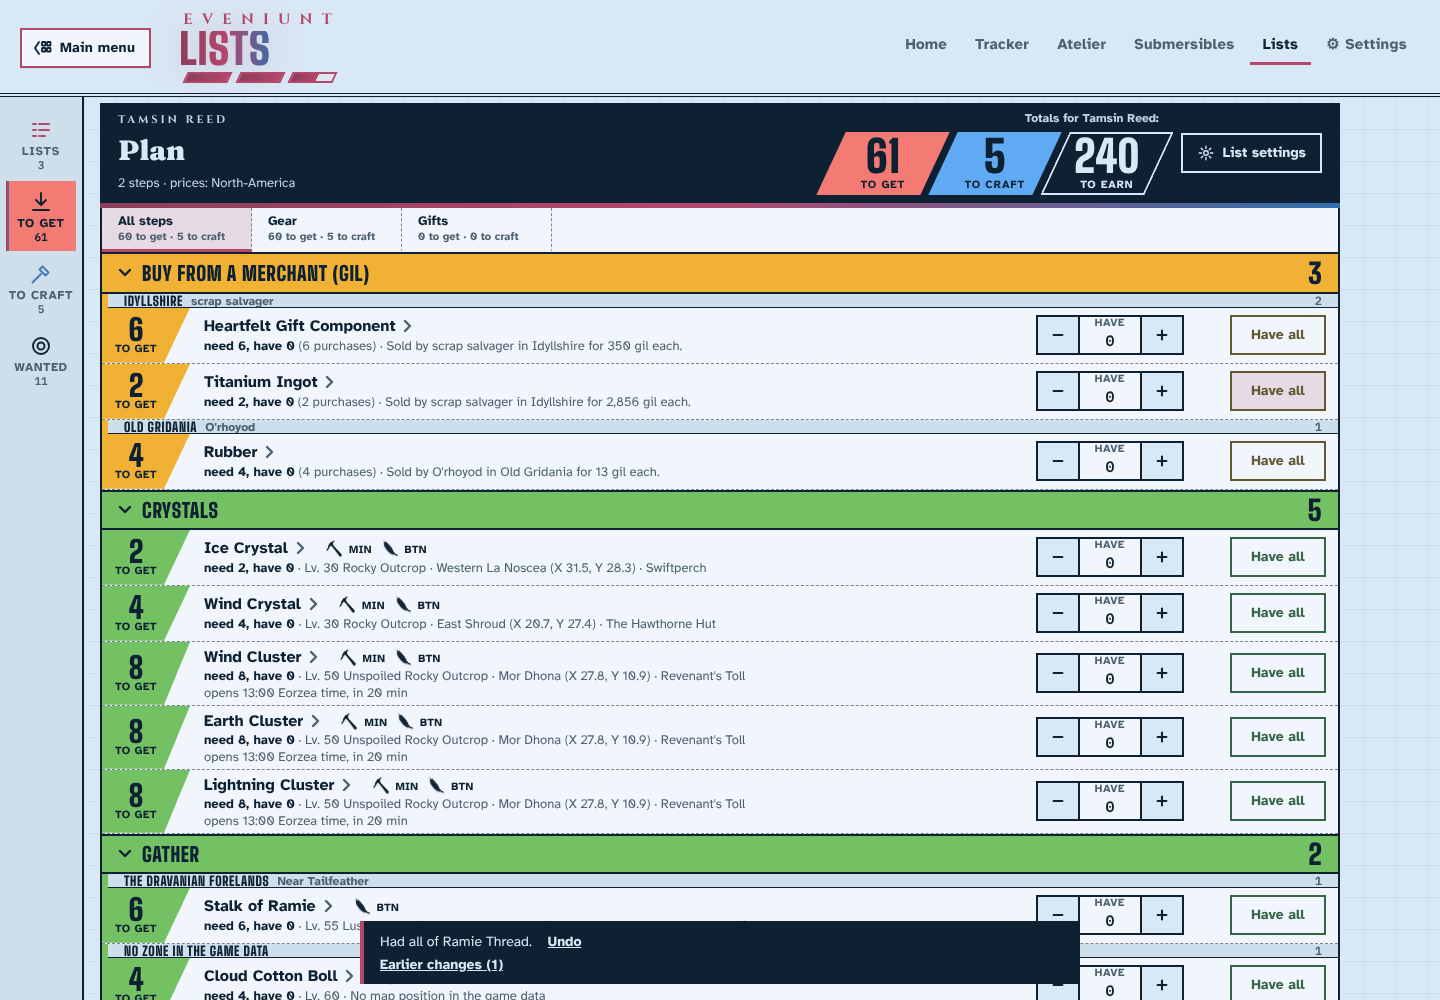 Main menu
EVENIUNT
LISTS
Home
Tracker
Atelier
Submersibles
Lists
Settings
LISTS
3
TO GET
61
TO CRAFT
5
WANTED
11
TAMSIN REED
Plan
2 steps · prices: North-America
Totals for Tamsin Reed:
61
TO GET
5
TO CRAFT
240
TO EARN
List settings
All steps
60 to get · 5 to craft
Gear
60 to get · 5 to craft
Gifts
0 to get · 0 to craft
BUY FROM A MERCHANT (GIL)
3
IDYLLSHIRE scrap salvager
2
6
TO GET
Heartfelt Gift Component
need 6, have 0 (6 purchases) · Sold by scrap salvager in Idyllshire for 350 gil each.
−
HAVE
0
+
Have all
2
TO GET
Titanium Ingot
need 2, have 0 (2 purchases) · Sold by scrap salvager in Idyllshire for 2,856 gil each.
−
HAVE
0
+
Have all
OLD GRIDANIA O'rhoyod
1
4
TO GET
Rubber
need 4, have 0 (4 purchases) · Sold by O'rhoyod in Old Gridania for 13 gil each.
−
HAVE
0
+
Have all
CRYSTALS
5
2
TO GET
Ice Crystal MIN BTN
need 2, have 0 · Lv. 30 Rocky Outcrop · Western La Noscea (X 31.5, Y 28.3) · Swiftperch
−
HAVE
0
+
Have all
4
TO GET
Wind Crystal MIN BTN
need 4, have 0 · Lv. 30 Rocky Outcrop · East Shroud (X 20.7, Y 27.4) · The Hawthorne Hut
−
HAVE
0
+
Have all
8
TO GET
Wind Cluster MIN BTN
need 8, have 0 · Lv. 50 Unspoiled Rocky Outcrop · Mor Dhona (X 27.8, Y 10.9) · Revenant's Toll
opens 13:00 Eorzea time, in 20 min
−
HAVE
0
+
Have all
8
TO GET
Earth Cluster MIN BTN
need 8, have 0 · Lv. 50 Unspoiled Rocky Outcrop · Mor Dhona (X 27.8, Y 10.9) · Revenant's Toll
opens 13:00 Eorzea time, in 20 min
−
HAVE
0
+
Have all
8
TO GET
Lightning Cluster MIN BTN
need 8, have 0 · Lv. 50 Unspoiled Rocky Outcrop · Mor Dhona (X 27.8, Y 10.9) · Revenant's Toll
opens 13:00 Eorzea time, in 20 min
−
HAVE
0
+
Have all
GATHER
2
THE DRAVANIAN FORELANDS Near Tailfeather
1
6
TO GET
Stalk of Ramie BTN
need 6, have 0 · Lv. 55
−
HAVE
0
+
Have all
NO ZONE IN THE GAME DATA
1
4
TO GET
Cloud Cotton Boll
need 4, have 0 · Lv. 60 · No map position in the game data
HAVE
0
+
Have all
Had all of Ramie Thread. Undo
Earlier changes (1)